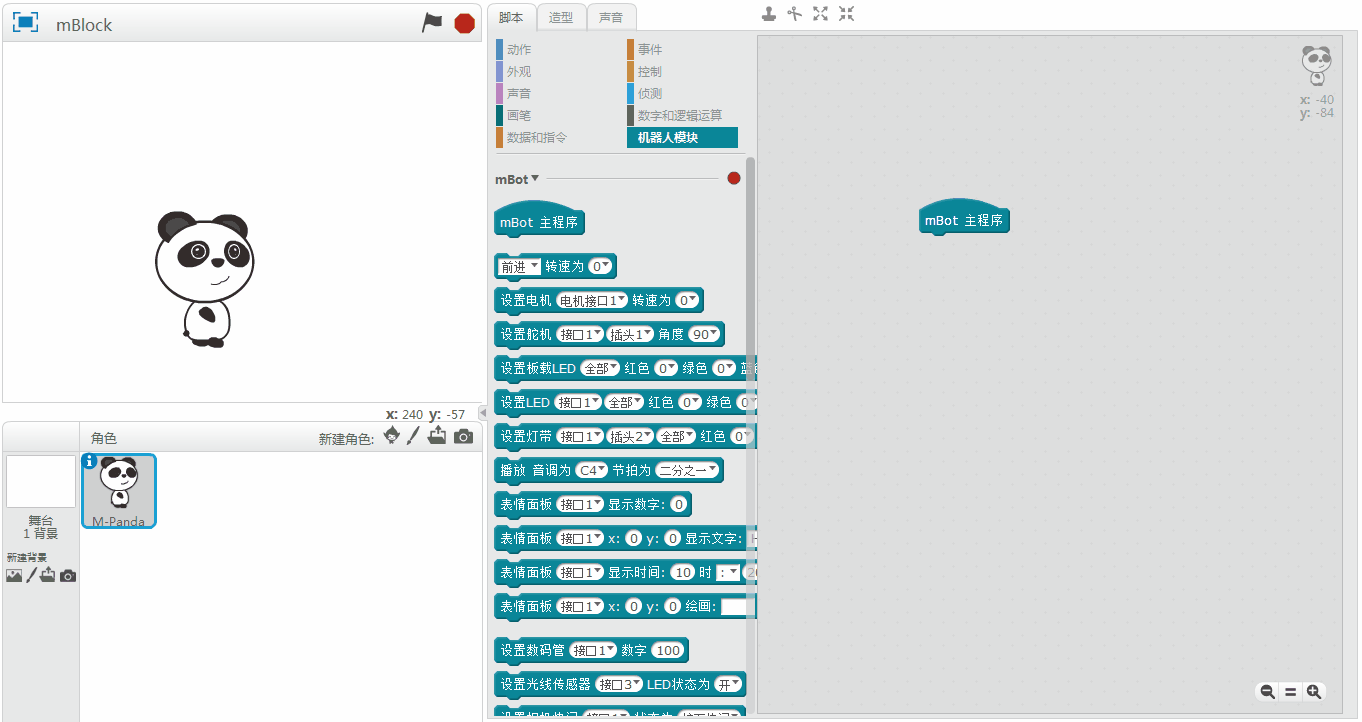 mBlock
x: 240 y: -57
角色 新建角色:
M-Panda
舞台
1 背景
新建背景
脚本 造型 声音
动作 事件
外观 控制
声音 侦测
画笔 数字和逻辑运算
数据和指令 机器人模块
mBot
mBot 主程序
前进 转速为 0
设置电机 电机接口1 转速为 0
设置舵机 接口1 插头1 角度 90
设置板载LED 全部 红色 0 绿色 0 蓝色
设置LED 接口1 全部 红色 0 绿色 0
设置灯带 接口1 插头2 全部 红色 0
播放 音调为 C4 节拍为 二分之一
表情面板 接口1 显示数字: 0
表情面板 接口1 x: 0 y: 0 显示文字:
表情面板 接口1 显示时间: 10 时 :
表情面板 接口1 x: 0 y: 0 绘画:
设置数码管 接口1 数字 100
设置光线传感器 接口3 LED状态为 开
mBot 主程序
x: -40
y: -84